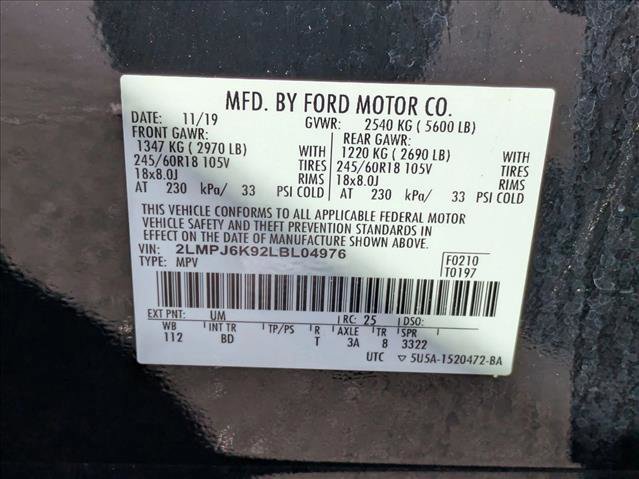 MFD. BY FORD MOTOR CO.
DATE: 11/19 GVWR: 2540 KG ( 5600 LB)
FRONT GAWR: REAR GAWR:
1347 KG ( 2970 LB) WITH 1220 KG ( 2690 LB) WITH
245/60R18 105V TIRES 245/60R18 105V TIRES
18x8.0J RIMS 18x8.0J RIMS
AT 230 kPa/ 33 PSI COLD AT 230 kPa/ 33 PSI COLD
THIS VEHICLE CONFORMS TO ALL APPLICABLE FEDERAL MOTOR
VEHICLE SAFETY AND THEFT PREVENTION STANDARDS IN
EFFECT ON THE DATE OF MANUFACTURE SHOWN ABOVE.
VIN: 2LMPJ6K92LBL04976 F0210
TYPE: MPV T0197
EXT PNT: UM RC: 25 DSO:
WB INT TR TP/PS R AXLE TR SPR
112 BD T 3A 8 3322
UTC 5U5A-1520472-BA